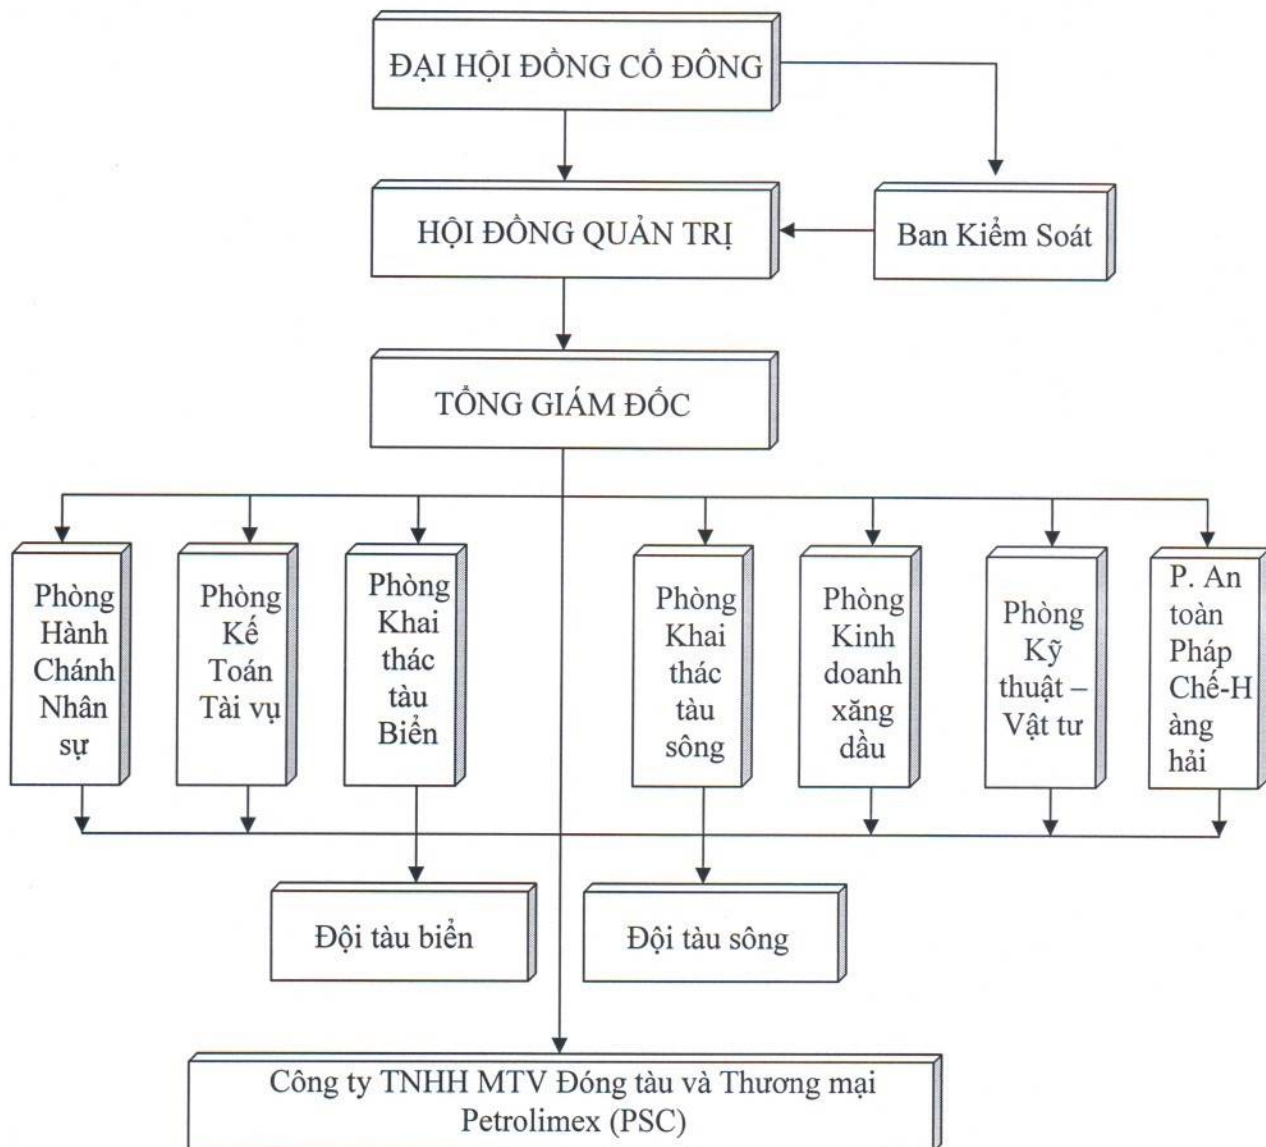 ĐẠI HỘI ĐỒNG CỔ ĐÔNG
HỘI ĐỒNG QUẢN TRỊ
Ban Kiểm Soát
TỔNG GIÁM ĐỐC
Phòng
Hành
Chánh
Nhân
sự
Phòng
Kế
Toán
Tài vụ
Phòng
Khai
thác
tàu
Biển
Phòng
Khai
thác
tàu
sông
Phòng
Kinh
doanh
xăng
dầu
Phòng
Kỹ
thuật –
Vật tư
P. An
toàn
Pháp
Chế-H
àng
hải
Đội tàu biển
Đội tàu sông
Công ty TNHH MTV Đóng tàu và Thương mại
Petrolimex (PSC)